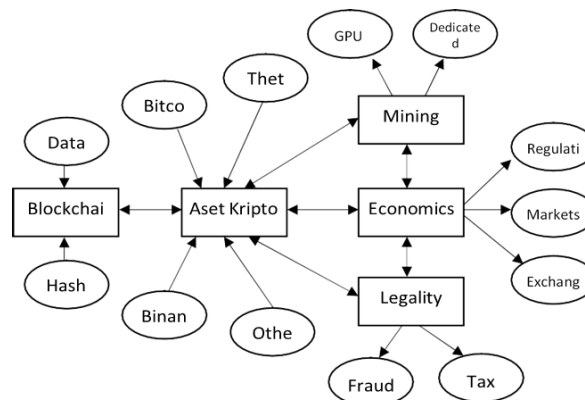 GPU
Dedicate
d
Thet
Bitco
Mining
Data
Regulati
Blockchai
Aset Kripto
Economics
Markets
Hash
Exchang
Legality
Binan
Othe
Fraud
Tax